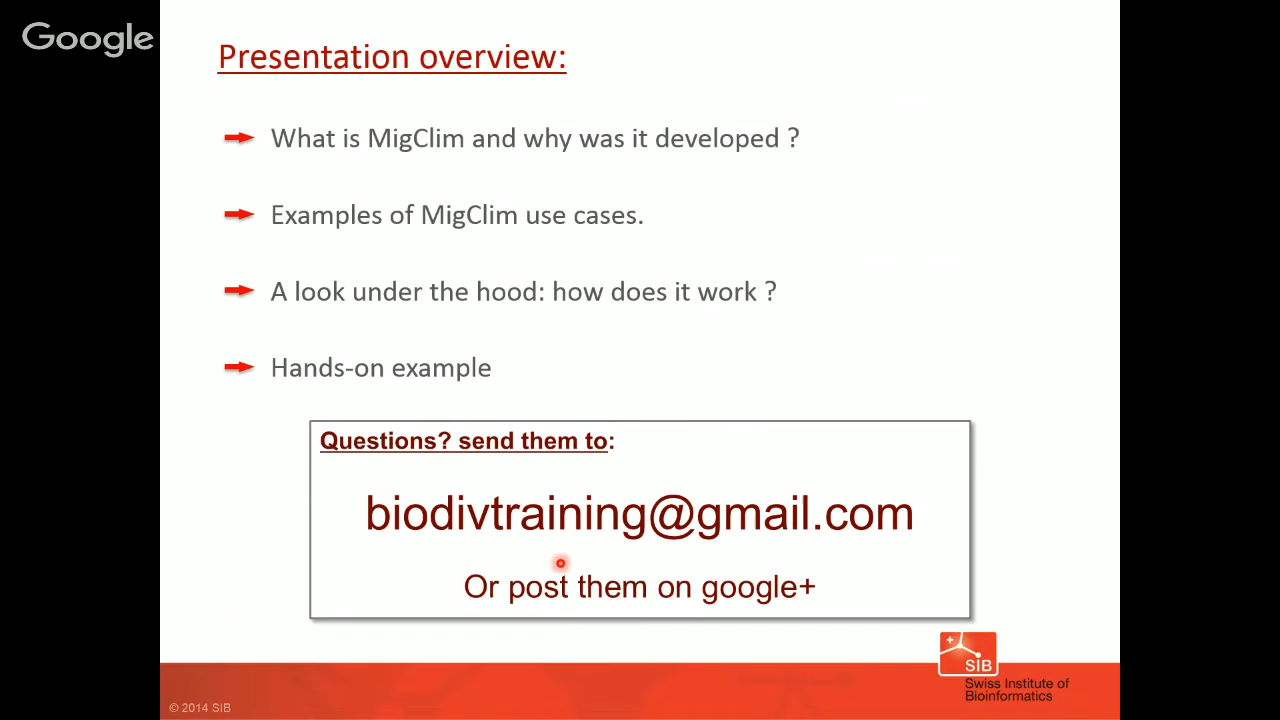 Google
Presentation overview:
What is MigClim and why was it developed ?
Examples of MigClim use cases.
A look under the hood: how does it work ?
Hands-on example
Questions? send them to:
biodivtraining@gmail.com
Or post them on google+
SIB
Swiss Institute of
Bioinformatics
© 2014 SIB